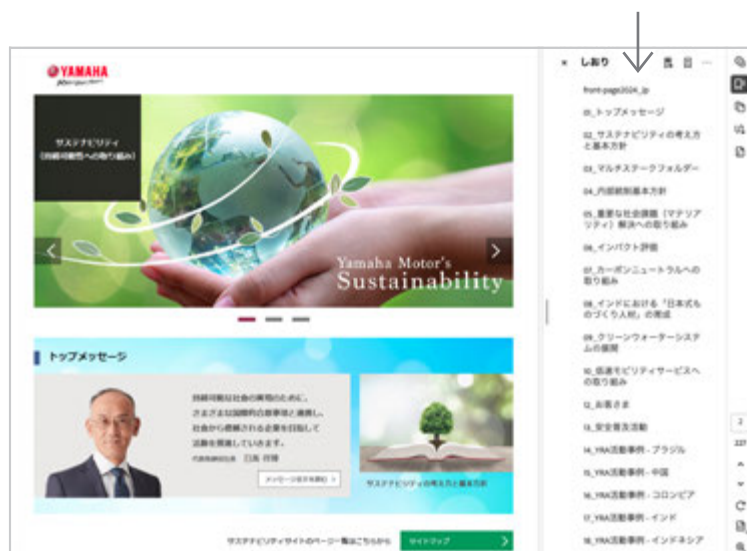 YAMAHA
サステナビリティ
(持続可能性への取り組み)
Yamaha Motor's
Sustainability
トップメッセージ
持続可能な社会の実現のために、
さまざまな国際的合意事項と連携し、
社会から信頼される企業を目指して
活動を推進していきます。
代表取締役社長 日髙 祥博
メッセージ全文を読む
サステナビリティの考え方と基本方針
サステナビリティサイトのページ一覧はこちらから
サイトマップ
しおり
front-page2024_jp
01_トップメッセージ
02_サステナビリティの考え方
と基本方針
03_マルチステークフォルダー
04_内部統制基本方針
05_重要な社会課題（マテリア
リティ）解決への取り組み
06_インパクト評価
07_カーボンニュートラルへの
取り組み
08_インドにおける「日本式も
のづくり人材」の育成
09_クリーンウォーターシステ
ムの展開
10_低速モビリティサービスへ
の取り組み
12_お客さま
13_安全普及活動
14_YRA活動事例 - ブラジル
15_YRA活動事例 - 中国
16_YRA活動事例 - コロンビア
17_YRA活動事例 - インド
18_YRA活動事例 - インドネシア
2
227